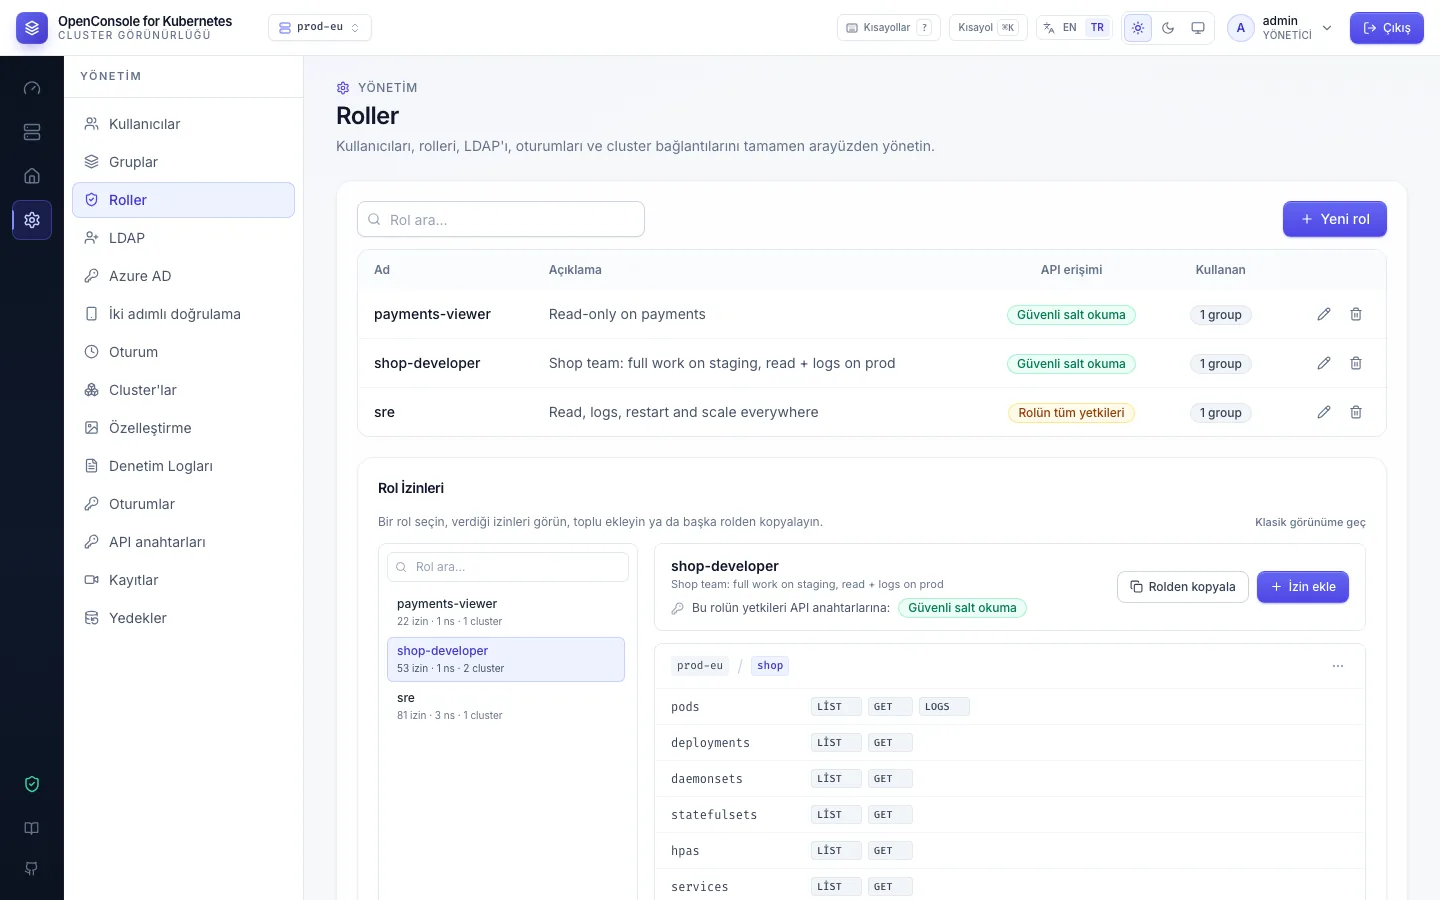 OpenConsole for Kubernetes
CLUSTER GÖRÜNÜRLÜĞÜ
prod-eu
Kısayollar ?
Kısayol ⌘K
EN TR
A
admin
YÖNETİCİ
Çıkış
YÖNETİM
Kullanıcılar
Gruplar
Roller
LDAP
Azure AD
İki adımlı doğrulama
Oturum
Cluster'lar
Özelleştirme
Denetim Logları
Oturumlar
API anahtarları
Kayıtlar
Yedekler
YÖNETİM
Roller
Kullanıcıları, rolleri, LDAP'ı, oturumları ve cluster bağlantılarını tamamen arayüzden yönetin.
Rol ara...
+ Yeni rol
Ad Açıklama API erişimi Kullanan
payments-viewer Read-only on payments Güvenli salt okuma 1 group
shop-developer Shop team: full work on staging, read + logs on prod Güvenli salt okuma 1 group
sre Read, logs, restart and scale everywhere Rolün tüm yetkileri 1 group
Rol İzinleri
Bir rol seçin, verdiği izinleri görün, toplu ekleyin ya da başka rolden kopyalayın.
Klasik görünüme geç
Rol ara...
payments-viewer
22 izin · 1 ns · 1 cluster
shop-developer
53 izin · 1 ns · 2 cluster
sre
81 izin · 3 ns · 1 cluster
shop-developer
Shop team: full work on staging, read + logs on prod
Bu rolün yetkileri API anahtarlarına: Güvenli salt okuma
Rolden kopyala
+ İzin ekle
prod-eu / shop ...
pods LİST GET LOGS
deployments LİST GET
daemonsets LİST GET
statefulsets LİST GET
hpas LİST GET
services LİST GET